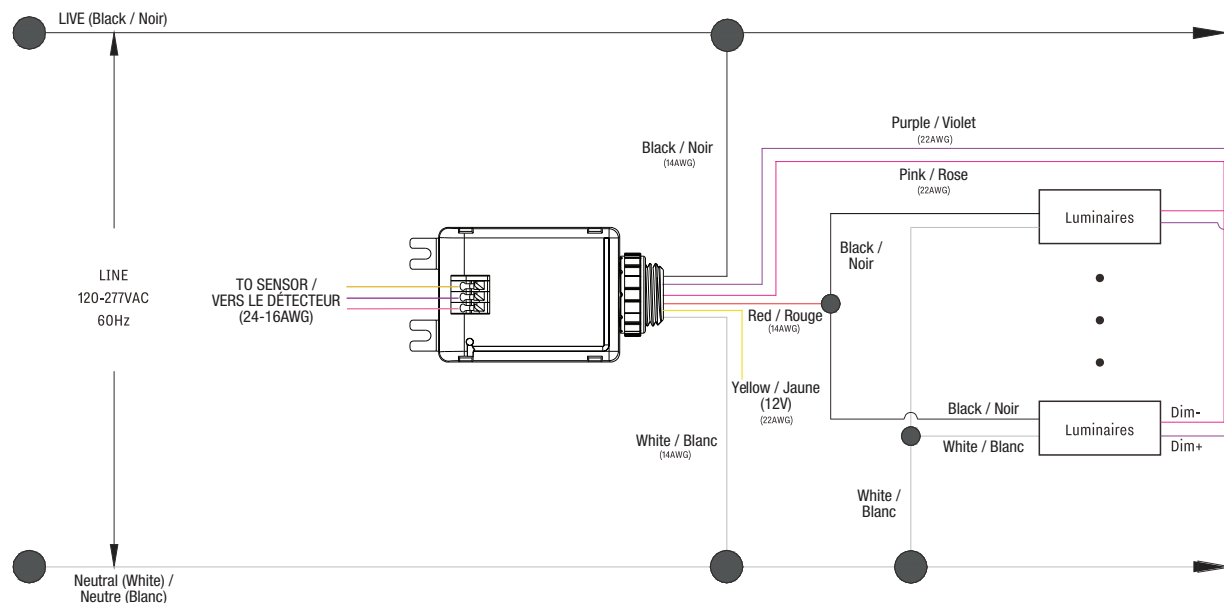 LIVE (Black / Noir)
Purple / Violet
(22AWG)
Black / Noir
(14AWG)
Pink / Rose
(22AWG)
Luminaires
Black /
Noir
LINE
120-277VAC
60Hz
TO SENSOR /
VERS LE DÉTECTEUR
(24-16AWG)
Red / Rouge
(14AWG)
Yellow / Jaune
(12V)
(22AWG)
Black / Noir
Luminaires
Dim-
Dim+
White / Blanc
(14AWG)
White / Blanc
White /
Blanc
Neutral (White) /
Neutre (Blanc)